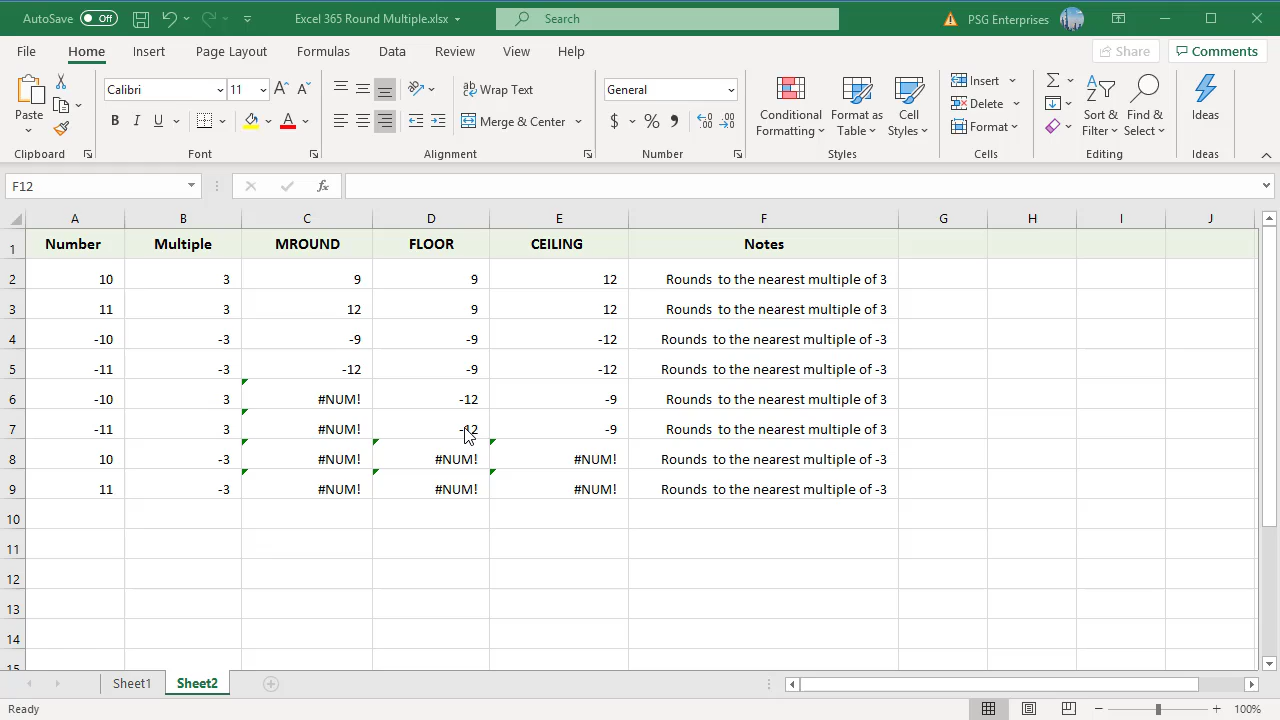 AutoSave Off Excel 365 Round Multiple.xlsx Search PSG Enterprises
File Home Insert Page Layout Formulas Data Review View Help Share Comments
Paste Calibri 11 A A ab Wrap Text General Conditional Formatting Format as Table Cell Styles Insert Sort & Filter Find & Select Ideas
B I U A Merge & Center $ % Delete
Format
Clipboard Font Alignment Number Styles Cells Editing Ideas
F12 fx
A B C D E F G H I J
1 Number Multiple MROUND FLOOR CEILING Notes
2 10 3 9 9 12 Rounds to the nearest multiple of 3
3 11 3 12 9 12 Rounds to the nearest multiple of 3
4 -10 -3 -9 -9 -12 Rounds to the nearest multiple of -3
5 -11 -3 -12 -9 -12 Rounds to the nearest multiple of -3
6 -10 3 #NUM! -12 -9 Rounds to the nearest multiple of 3
7 -11 3 #NUM! -12 -9 Rounds to the nearest multiple of 3
8 10 -3 #NUM! #NUM! #NUM! Rounds to the nearest multiple of -3
9 11 -3 #NUM! #NUM! #NUM! Rounds to the nearest multiple of -3
10
11
12
13
14
15
Sheet1 Sheet2
Ready 100%